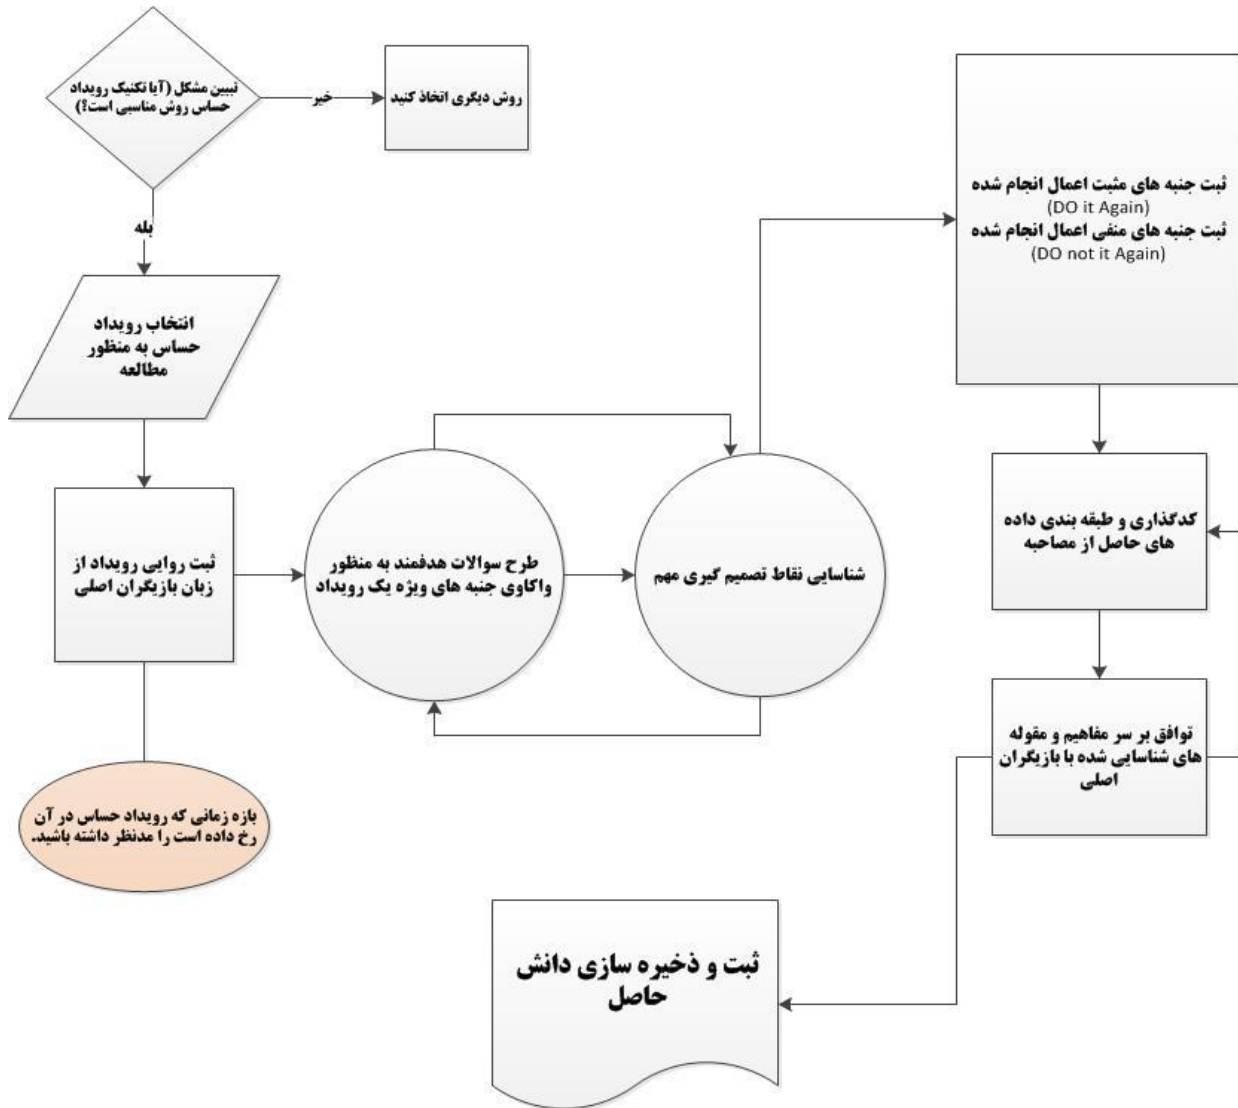 تبیین مشکل (آیا تکنیک رویداد
حساس روش مناسبی است؟)
خیر
روش دیگری اتخاذ کنید
بله
انتخاب رویداد
حساس به منظور
مطالعه
ثبت روایی رویداد از
زبان بازیگران اصلی
بازه زمانی که رویداد حساس در آن
رخ داده است را مدنظر داشته باشید.
طرح سوالات هدفمند به منظور
واکاوی جنبه های ویژه یک رویداد
شناسایی نقاط تصمیم گیری مهم
ثبت جنبه های مثبت اعمال انجام شده
(DO it Again)
ثبت جنبه های منفی اعمال انجام شده
(DO not it Again)
کدگذاری و طبقه بندی داده
های حاصل از مصاحبه
توافق بر سر مفاهیم و مقوله
های شناسایی شده با بازیگران
اصلی
ثبت و ذخیره سازی دانش
حاصل